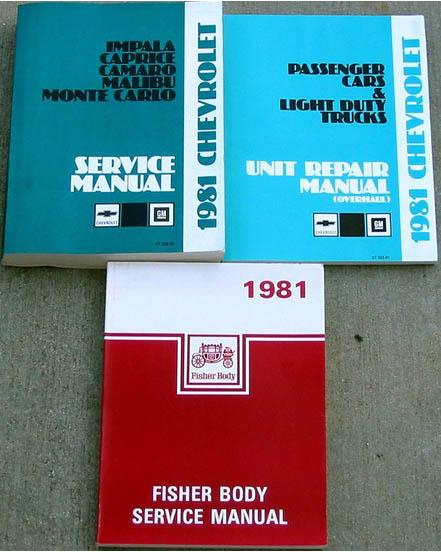 IMPALA
CAPRICE
CAMARO
MALIBU
MONTE CARLO
SERVICE
MANUAL
CHEVROLET
GM
1981 CHEVROLET
PASSENGER
CARS
&
LIGHT DUTY
TRUCKS
UNIT REPAIR
MANUAL
(OVERHAUL)
CHEVROLET
GM
1981 CHEVROLET
1981
Fisher Body
FISHER BODY
SERVICE MANUAL